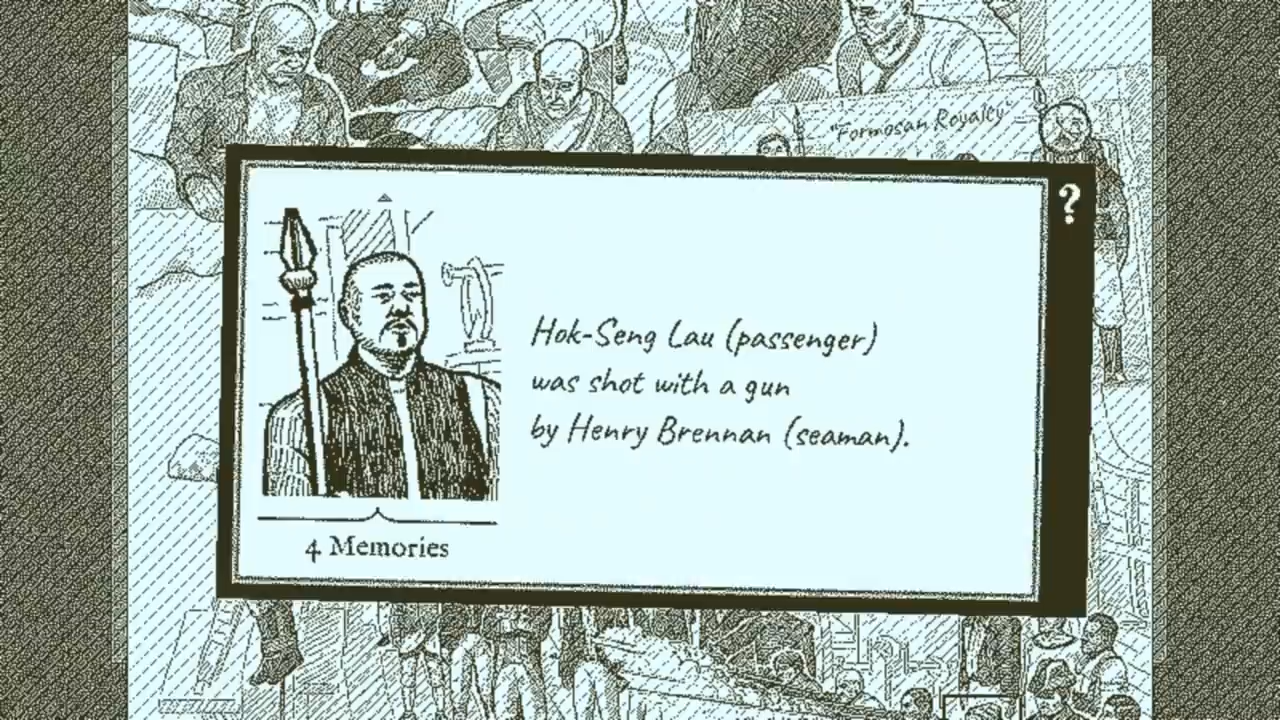 "Formosan Royalty"
?
Hok-Seng Lau (passenger)
was shot with a gun
by Henry Brennan (seaman).
4 Memories